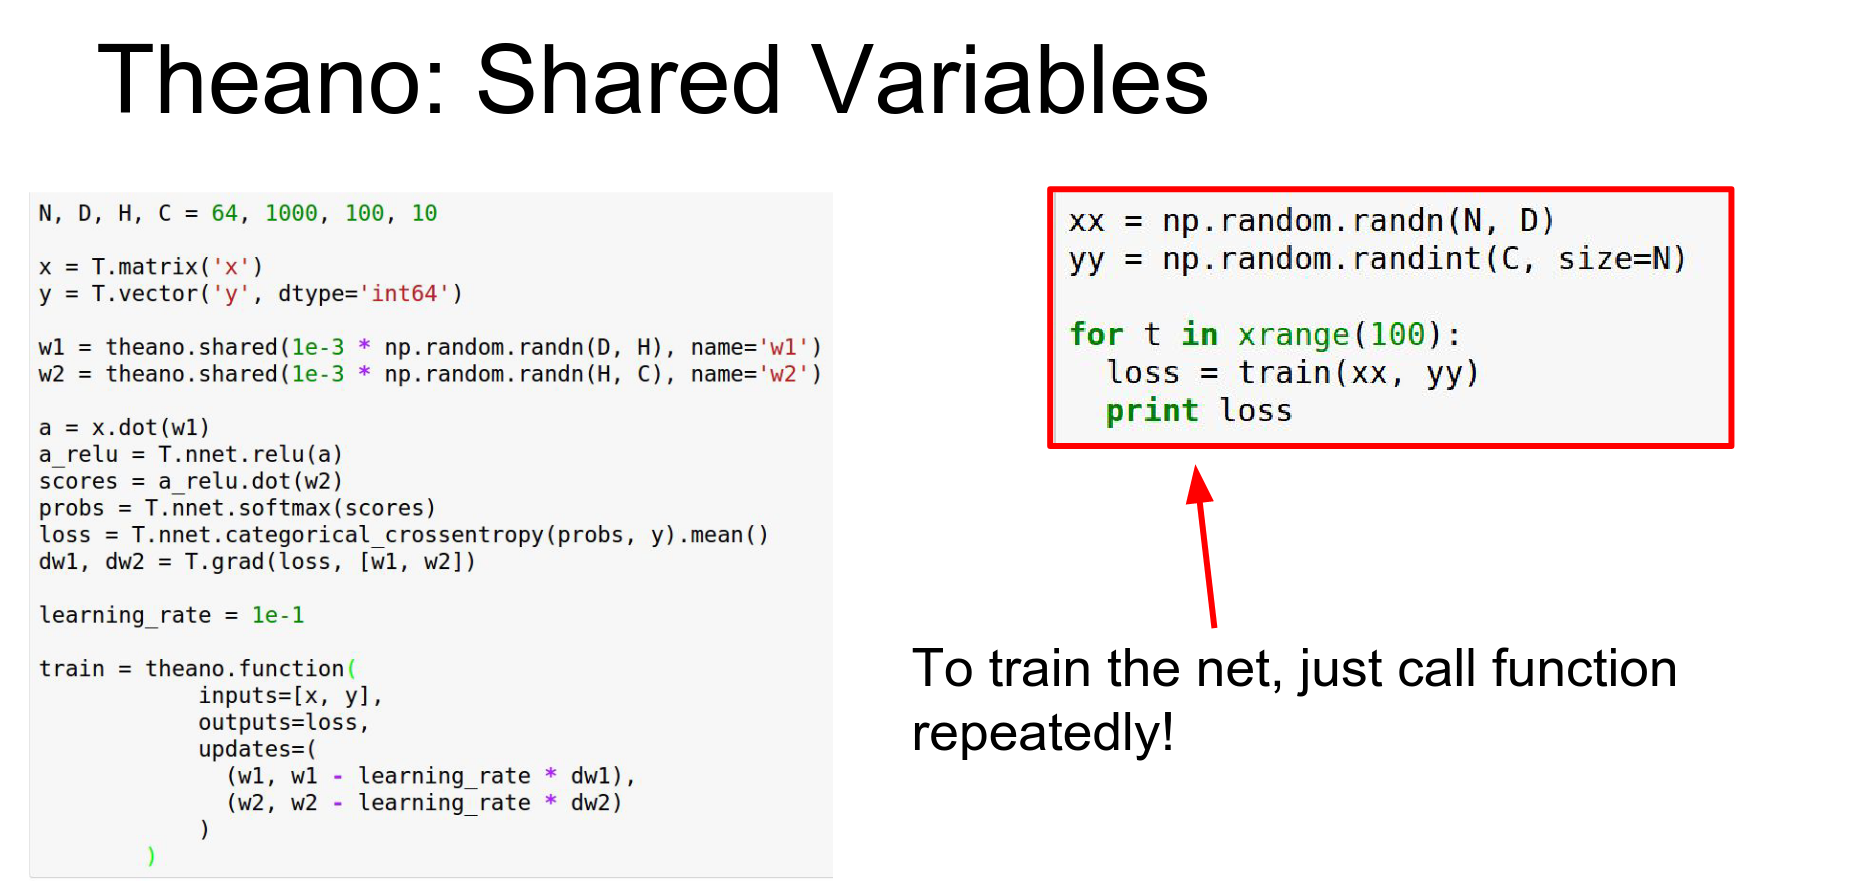 Theano: Shared Variables
N, D, H, C = 64, 1000, 100, 10
x = T.matrix('x')
y = T.vector('y', dtype='int64')
w1 = theano.shared(1e-3 * np.random.randn(D, H), name='w1')
w2 = theano.shared(1e-3 * np.random.randn(H, C), name='w2')
a = x.dot(w1)
a_relu = T.nnet.relu(a)
scores = a_relu.dot(w2)
probs = T.nnet.softmax(scores)
loss = T.nnet.categorical_crossentropy(probs, y).mean()
dw1, dw2 = T.grad(loss, [w1, w2])
learning_rate = 1e-1
train = theano.function(
inputs=[x, y],
outputs=loss,
updates=(
(w1, w1 - learning_rate * dw1),
(w2, w2 - learning_rate * dw2)
)
)
xx = np.random.randn(N, D)
yy = np.random.randint(C, size=N)
for t in xrange(100):
loss = train(xx, yy)
print loss
To train the net, just call function
repeatedly!